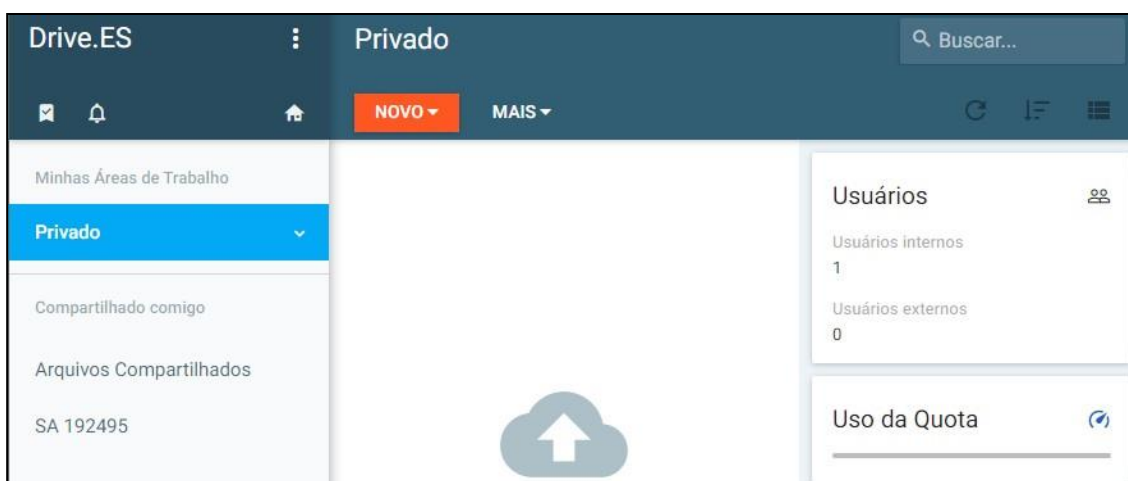 Drive.ES
Privado
Buscar...
NOVO
MAIS
Minhas Áreas de Trabalho
Privado
Compartilhado comigo
Arquivos Compartilhados
SA 192495
Usuários
Usuários internos
1
Usuários externos
0
Uso da Quota